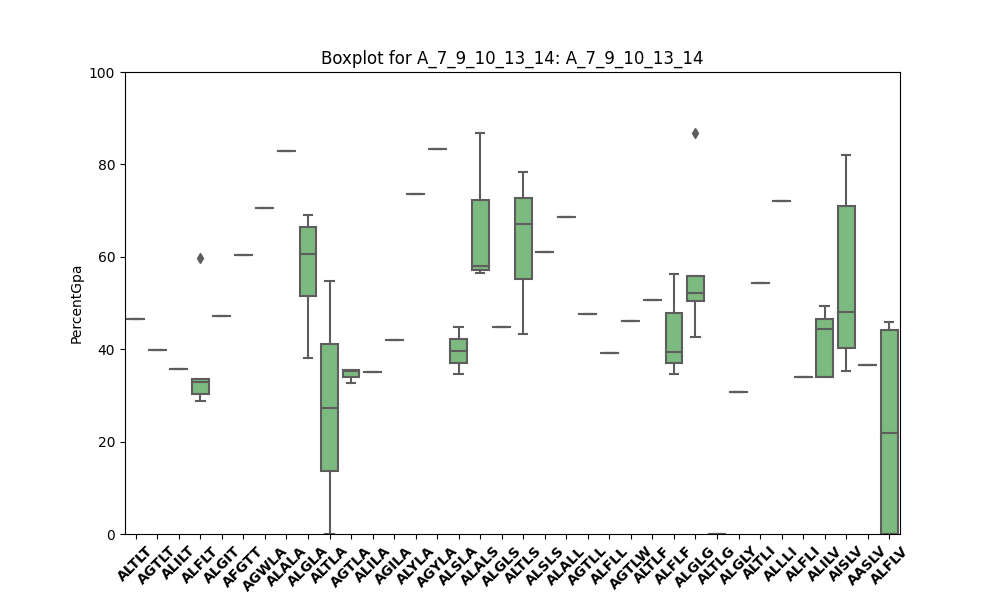 Boxplot for A_7_9_10_13_14: A_7_9_10_13_14
100
80
60
40
20
0
PercentGpa
ALTLT
AGTLT
ALILT
ALFLT
ALGIT
AFGTT
AGWLA
ALALA
ALGLA
ALTLA
AGTLA
ALILA
AGILA
ALYLA
AGYLA
ALSLA
ALALS
ALGLS
ALTLS
ALSLS
ALALL
AGTLL
ALFLL
AGTLW
ALTLF
ALFLF
ALGLG
ALTLG
ALGLY
ALTLI
ALLLI
ALFLI
ALILV
AISLV
AASLV
ALFLV